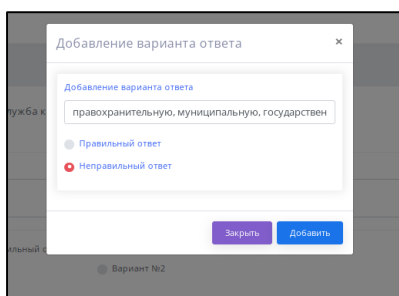 Добавление варианта ответа ×
Добавление варианта ответа
правохранительную, муниципальную, государствен
Правильный ответ
Неправильный ответ
Закрыть Добавить
Вариант №2